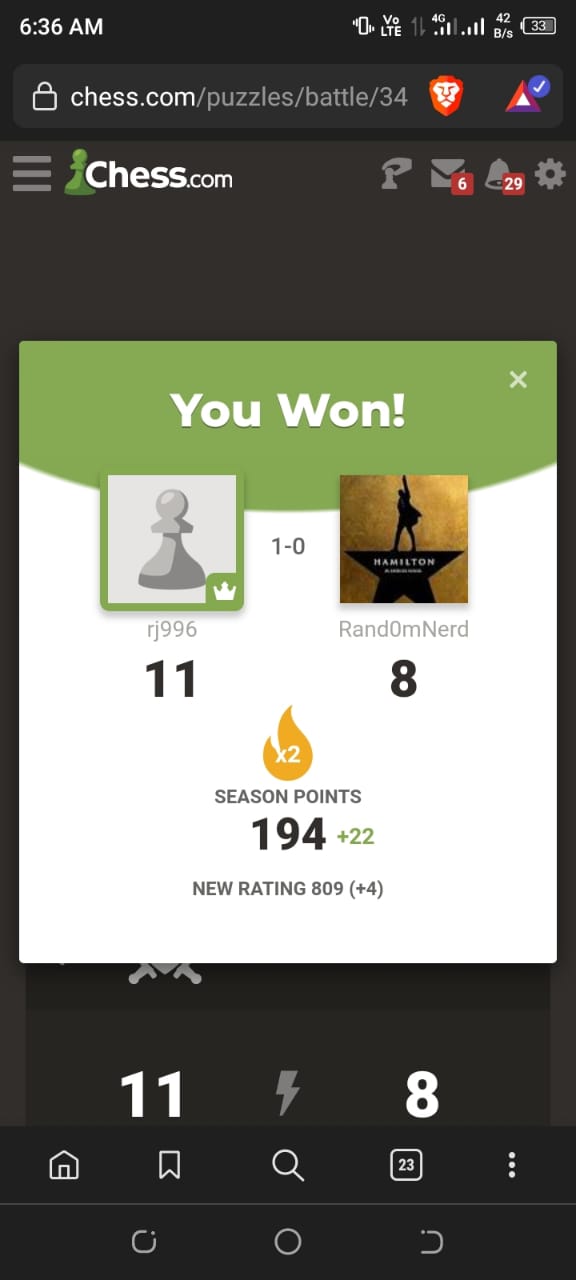 6:36 AM
Vo LTE
4G
42 B/s
33
chess.com/puzzles/battle/34
Chess.com
6
29
You Won!
1-0
HAMILTON
rj996
Rand0mNerd
11
8
x2
SEASON POINTS
194 +22
NEW RATING 809 (+4)
11
8
23